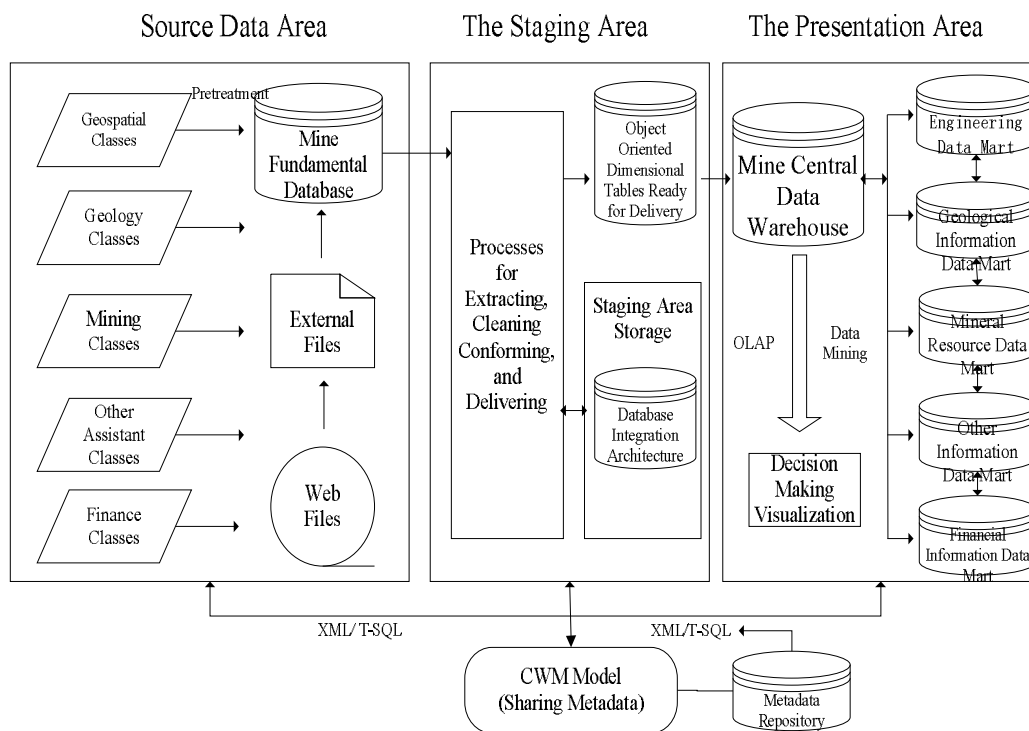 Source Data Area
The Staging Area
The Presentation Area
Pretreatment
Geospatial
Classes
Geology
Classes
Mining
Classes
Other
Assistant
Classes
Finance
Classes
Mine
Fundamental
Database
External
Files
Web
Files
Processes
for
Extracting,
Cleaning
Conforming,
and
Delivering
Object
Oriented
Dimensional
Tables Ready
for Delivery
Staging Area
Storage
Database
Integration
Architecture
Mine Central
Data
Warehouse
OLAP
Data
Mining
Decision
Making
Visualization
Engineering
Data Mart
Geological
Information
Data Mart
Mineral
Resource Data
Mart
Other
Information
Data Mart
Financial
Information Data
Mart
XML/T-SQL
XML/T-SQL
CWM Model
(Sharing Metadata)
Metadata
Repository